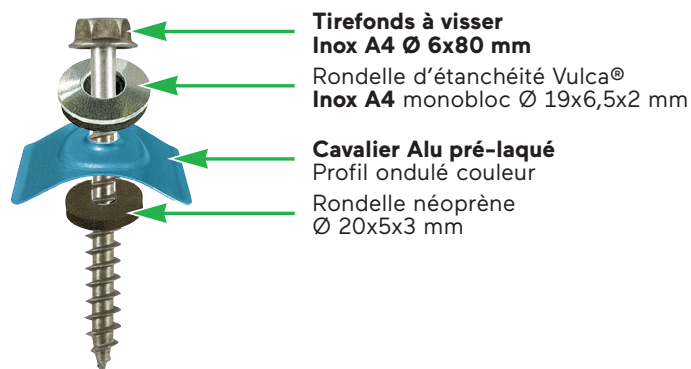 Tirefonds à visser
Inox A4 Ø 6x80 mm
Rondelle d’étanchéité Vulca®
Inox A4 monobloc Ø 19x6,5x2 mm
Cavalier Alu pré-laqué
Profil ondulé couleur
Rondelle néoprène
Ø 20x5x3 mm